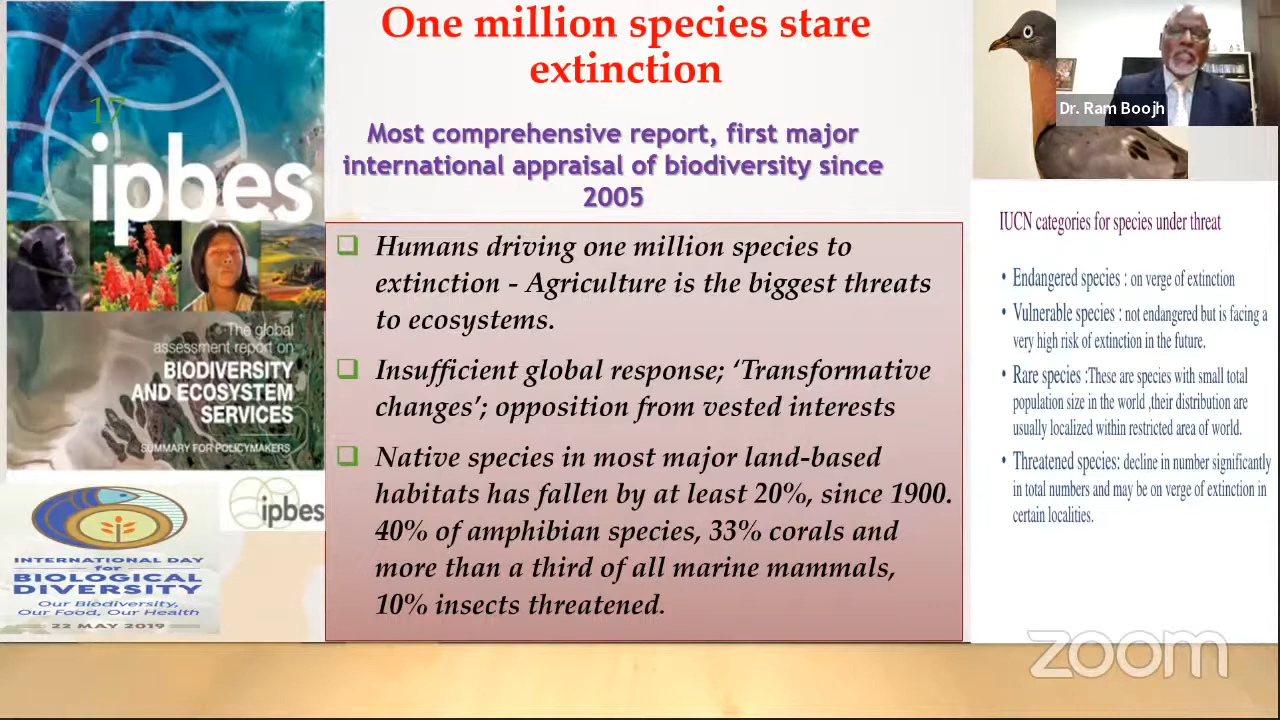 One million species stare
extinction
Most comprehensive report, first major
international appraisal of biodiversity since
2005
17
ipbes
The global
assessment report on
BIODIVERSITY
AND ECOSYSTEM
SERVICES
SUMMARY FOR POLICYMAKERS
ipbes
INTERNATIONAL DAY
for
BIOLOGICAL
DIVERSITY
Our Biodiversity,
Our Food, Our Health
22 MAY 2019
Humans driving one million species to
extinction - Agriculture is the biggest threats
to ecosystems.
Insufficient global response; ‘Transformative
changes’; opposition from vested interests
Native species in most major land-based
habitats has fallen by at least 20%, since 1900.
40% of amphibian species, 33% corals and
more than a third of all marine mammals,
10% insects threatened.
Dr. Ram Boojh
IUCN categories for species under threat
• Endangered species : on verge of extinction
• Vulnerable species : not endangered but is facing a
very high risk of extinction in the future.
• Rare species :These are species with small total
population size in the world ,their distribution are
usually localized within restricted area of world.
• Threatened species: decline in number significantly
in total numbers and may be on verge of extinction in
certain localities.
zoom